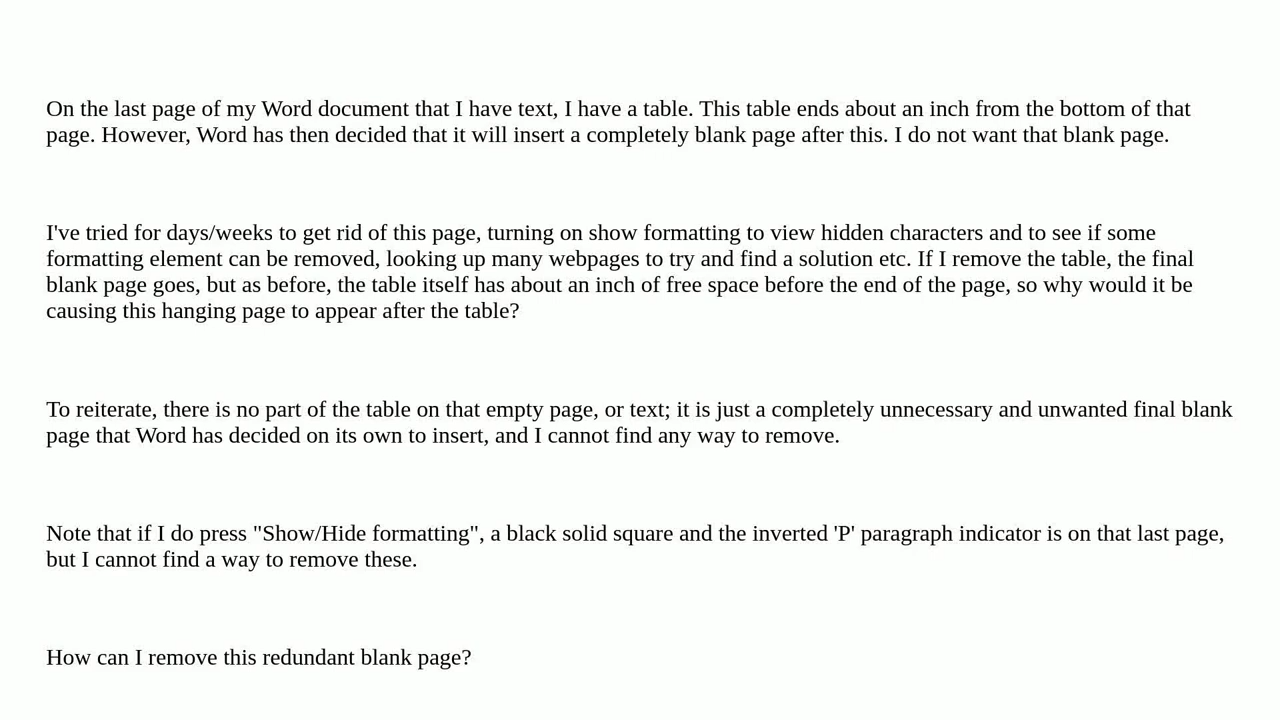 On the last page of my Word document that I have text, I have a table. This table ends about an inch from the bottom of that
page. However, Word has then decided that it will insert a completely blank page after this. I do not want that blank page.
I've tried for days/weeks to get rid of this page, turning on show formatting to view hidden characters and to see if some
formatting element can be removed, looking up many webpages to try and find a solution etc. If I remove the table, the final
blank page goes, but as before, the table itself has about an inch of free space before the end of the page, so why would it be
causing this hanging page to appear after the table?
To reiterate, there is no part of the table on that empty page, or text; it is just a completely unnecessary and unwanted final blank
page that Word has decided on its own to insert, and I cannot find any way to remove.
Note that if I do press "Show/Hide formatting", a black solid square and the inverted 'P' paragraph indicator is on that last page,
but I cannot find a way to remove these.
How can I remove this redundant blank page?